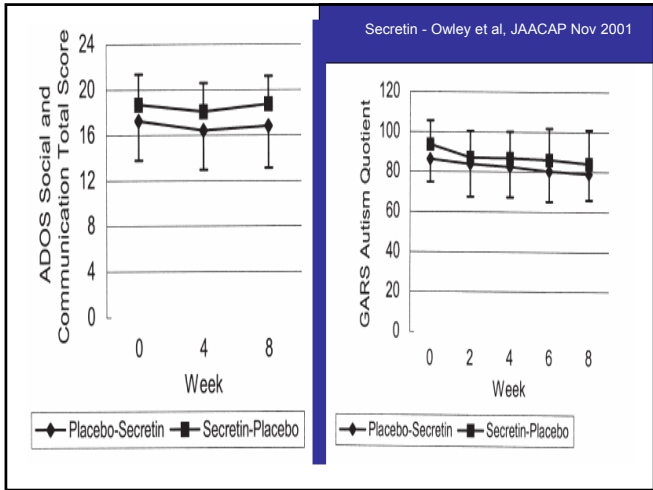 Secretin - Owley et al, JAACAP Nov 2001
ADOS Social and
Communication Total Score
24
20
16
12
8
4
0
0 4 8
Week
Placebo-Secretin Secretin-Placebo
GARS Autism Quotient
120
100
80
60
40
20
0
0 2 4 6 8
Week
Placebo-Secretin Secretin-Placebo